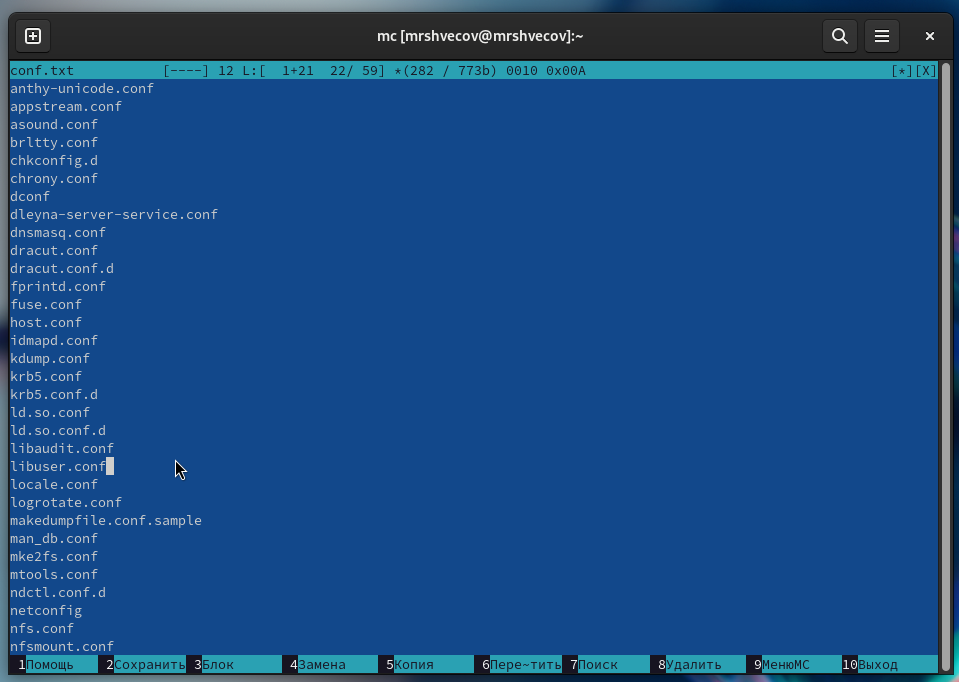 mc [mrshvecov@mrshvecov]:~
conf.txt [----] 12 L:[ 1+21 22/ 59] *(282 / 773b) 0010 0x00A [*][X]
anthy-unicode.conf
appstream.conf
asound.conf
brltty.conf
chkconfig.d
chrony.conf
dconf
dleyna-server-service.conf
dnsmasq.conf
dracut.conf
dracut.conf.d
fprintd.conf
fuse.conf
host.conf
idmapd.conf
kdump.conf
krb5.conf
krb5.conf.d
ld.so.conf
ld.so.conf.d
libaudit.conf
libuser.conf
locale.conf
logrotate.conf
makedumpfile.conf.sample
man_db.conf
mke2fs.conf
mtools.conf
ndctl.conf.d
netconfig
nfs.conf
nfsmount.conf
1Помощь 2Сохранить 3Блок 4Замена 5Копия 6Пере~тить 7Поиск 8Удалить 9МенюМС 10Выход